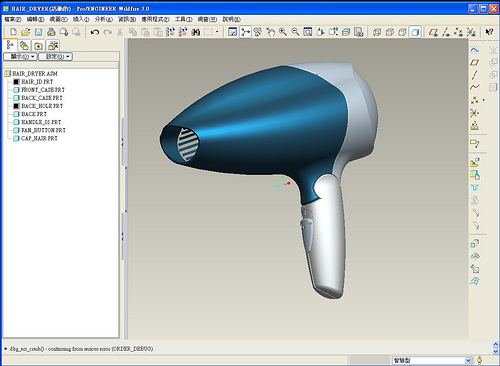 HAIR_DRYER (活動的) - Pro/ENGINEER Wildfire 3.0
檔案(F) 編輯(E) 視圖(V) 插入(I) 分析(A) 資訊(N) 應用程式(P) 工具(T) 視窗(W) 說明(H)
顯示(O) 設定(G)
HAIR_DRYER.ASM
HAIR_ID.PRT
FRONT_CASE.PRT
BACK_CASE.PRT
BACK_HOLE.PRT
BACK.PRT
HANDLE_01.PRT
FAN_BUTTON.PRT
CAP_HAIR.PRT
dbg_err_crash() - continuing from serious error (ORDER_DEBUG)
智慧型